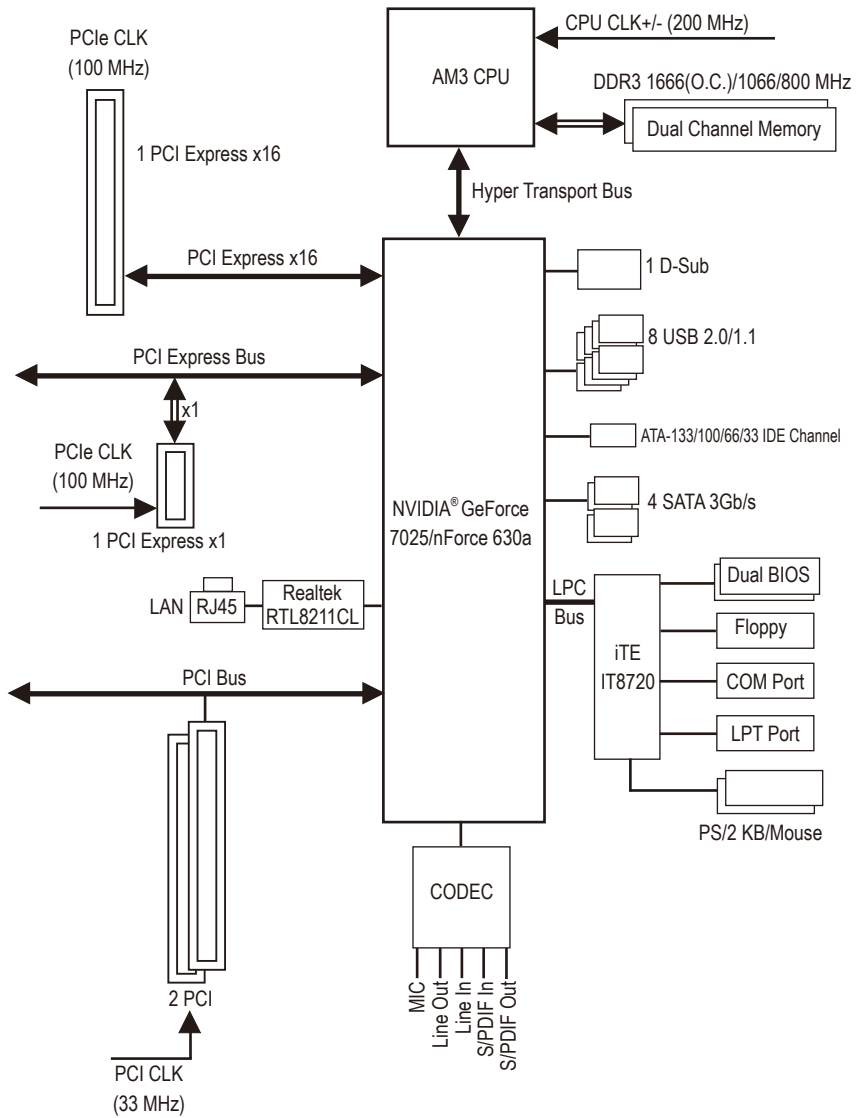 PCIe CLK
(100 MHz)
1 PCI Express x16
AM3 CPU
CPU CLK+/- (200 MHz)
DDR3 1666(O.C.)/1066/800 MHz
Dual Channel Memory
Hyper Transport Bus
PCI Express x16
1 D-Sub
8 USB 2.0/1.1
PCI Express Bus
x1
PCIe CLK
(100 MHz)
1 PCI Express x1
ATA-133/100/66/33 IDE Channel
4 SATA 3Gb/s
NVIDIA® GeForce
7025/nForce 630a
LAN
RJ45
Realtek
RTL8211CL
LPC
Bus
iTE
IT8720
Dual BIOS
Floppy
COM Port
LPT Port
PS/2 KB/Mouse
PCI Bus
2 PCI
PCI CLK
(33 MHz)
CODEC
MIC
Line Out
Line In
S/PDIF In
S/PDIF Out